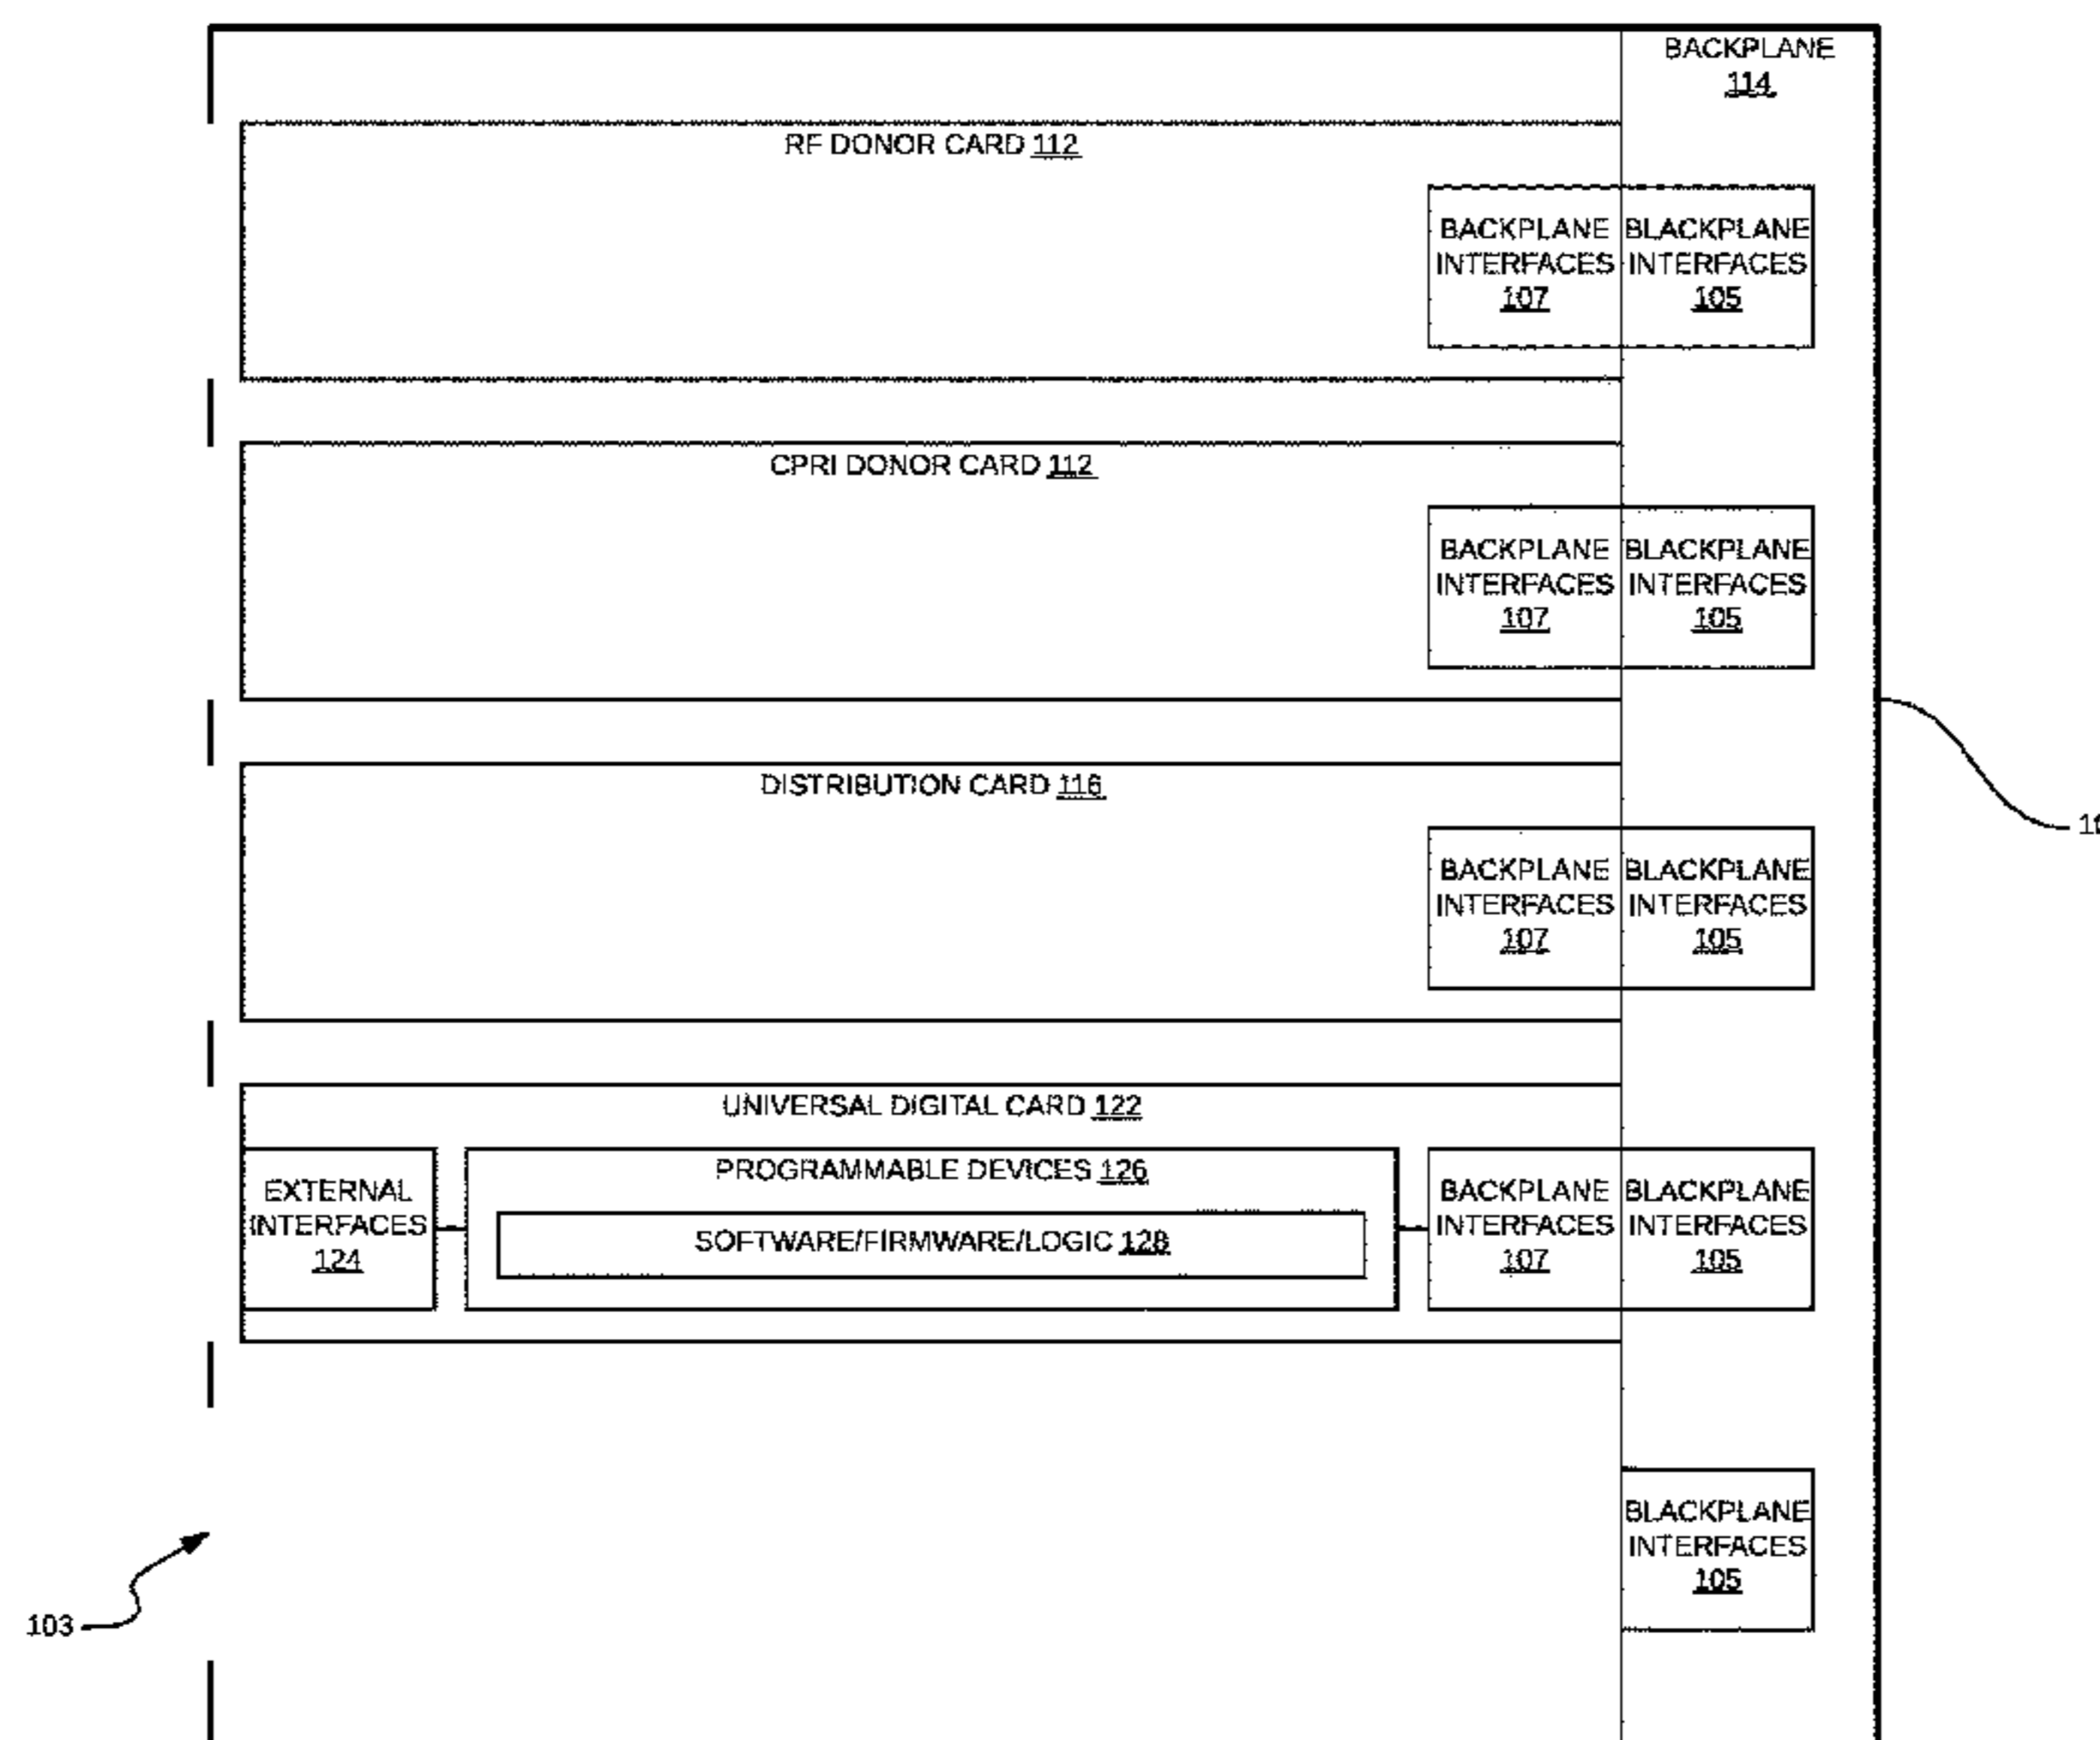 BACKPLANE
114
RF DONOR CARD 112
BACKPLANE
INTERFACES
107
BLACKPLANE
INTERFACES
105
CPRI DONOR CARD 112
BACKPLANE
INTERFACES
107
BLACKPLANE
INTERFACES
105
DISTRIBUTION CARD 116
BACKPLANE
INTERFACES
107
BLACKPLANE
INTERFACES
105
UNIVERSAL DIGITAL CARD 122
EXTERNAL
INTERFACES
124
PROGRAMMABLE DEVICES 126
SOFTWARE/FIRMWARE/LOGIC 128
BACKPLANE
INTERFACES
107
BLACKPLANE
INTERFACES
105
BLACKPLANE
INTERFACES
105
103